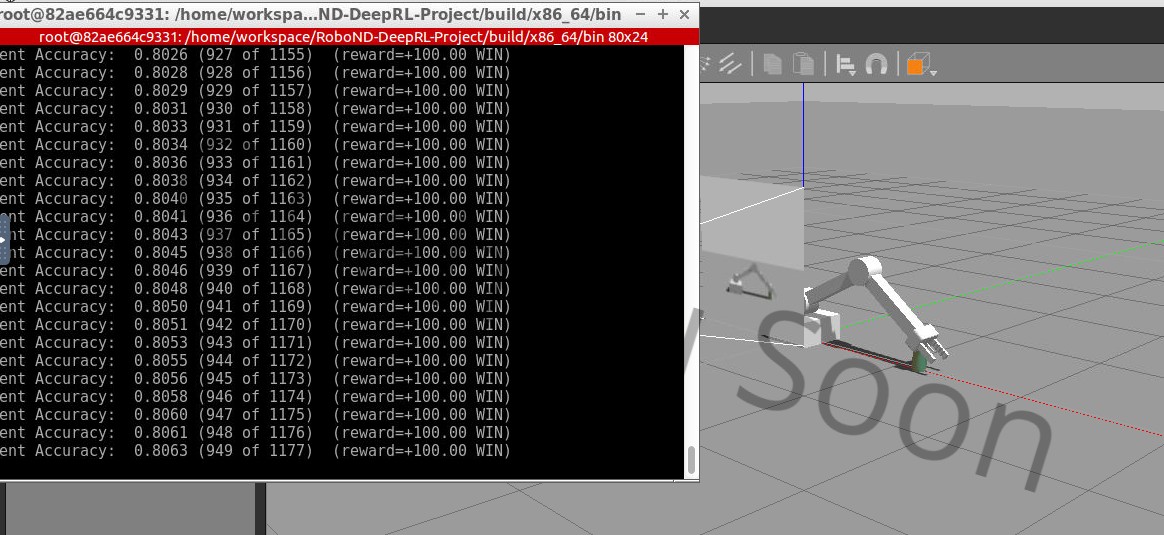 root@82ae664c9331: /home/workspa...ND-DeepRL-Project/build/x86_64/bin
root@82ae664c9331: /home/workspace/RoboND-DeepRL-Project/build/x86_64/bin 80x24
ent Accuracy: 0.8026 (927 of 1155) (reward=+100.00 WIN)
ent Accuracy: 0.8028 (928 of 1156) (reward=+100.00 WIN)
ent Accuracy: 0.8029 (929 of 1157) (reward=+100.00 WIN)
ent Accuracy: 0.8031 (930 of 1158) (reward=+100.00 WIN)
ent Accuracy: 0.8033 (931 of 1159) (reward=+100.00 WIN)
ent Accuracy: 0.8034 (932 of 1160) (reward=+100.00 WIN)
ent Accuracy: 0.8036 (933 of 1161) (reward=+100.00 WIN)
ent Accuracy: 0.8038 (934 of 1162) (reward=+100.00 WIN)
ent Accuracy: 0.8040 (935 of 1163) (reward=+100.00 WIN)
ent Accuracy: 0.8041 (936 of 1164) (reward=+100.00 WIN)
ent Accuracy: 0.8043 (937 of 1165) (reward=+100.00 WIN)
nt Accuracy: 0.8045 (938 of 1166) (reward=+100.00 WIN)
ent Accuracy: 0.8046 (939 of 1167) (reward=+100.00 WIN)
ent Accuracy: 0.8048 (940 of 1168) (reward=+100.00 WIN)
ent Accuracy: 0.8050 (941 of 1169) (reward=+100.00 WIN)
ent Accuracy: 0.8051 (942 of 1170) (reward=+100.00 WIN)
ent Accuracy: 0.8053 (943 of 1171) (reward=+100.00 WIN)
ent Accuracy: 0.8055 (944 of 1172) (reward=+100.00 WIN)
ent Accuracy: 0.8056 (945 of 1173) (reward=+100.00 WIN)
ent Accuracy: 0.8058 (946 of 1174) (reward=+100.00 WIN)
ent Accuracy: 0.8060 (947 of 1175) (reward=+100.00 WIN)
ent Accuracy: 0.8061 (948 of 1176) (reward=+100.00 WIN)
ent Accuracy: 0.8063 (949 of 1177) (reward=+100.00 WIN)
Soon